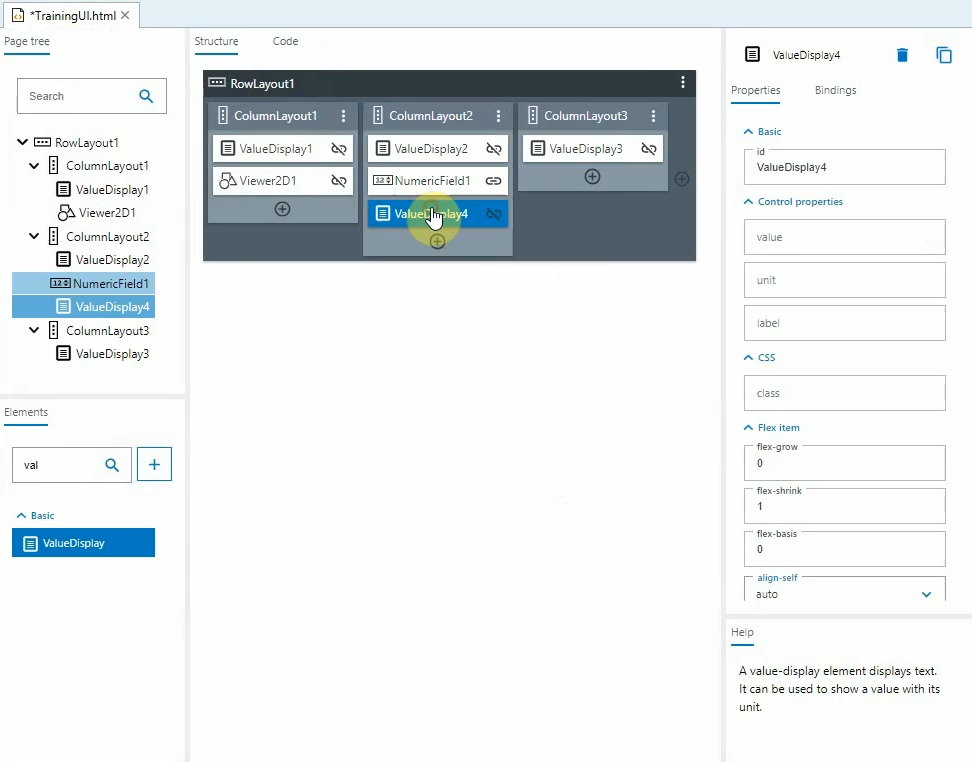 *TrainingUI.html
Page tree
Search
RowLayout1
ColumnLayout1
ValueDisplay1
Viewer2D1
ColumnLayout2
ValueDisplay2
NumericField1
ValueDisplay4
ColumnLayout3
ValueDisplay3
Elements
val
Basic
ValueDisplay
Structure
Code
RowLayout1
ColumnLayout1
ValueDisplay1
Viewer2D1
ColumnLayout2
ValueDisplay2
NumericField1
ValueDisplay4
ColumnLayout3
ValueDisplay3
ValueDisplay4
Properties
Bindings
Basic
id
ValueDisplay4
Control properties
value
unit
label
CSS
class
Flex item
flex-grow
0
flex-shrink
1
flex-basis
0
align-self
auto
Help
A value-display element displays text.
It can be used to show a value with its
unit.